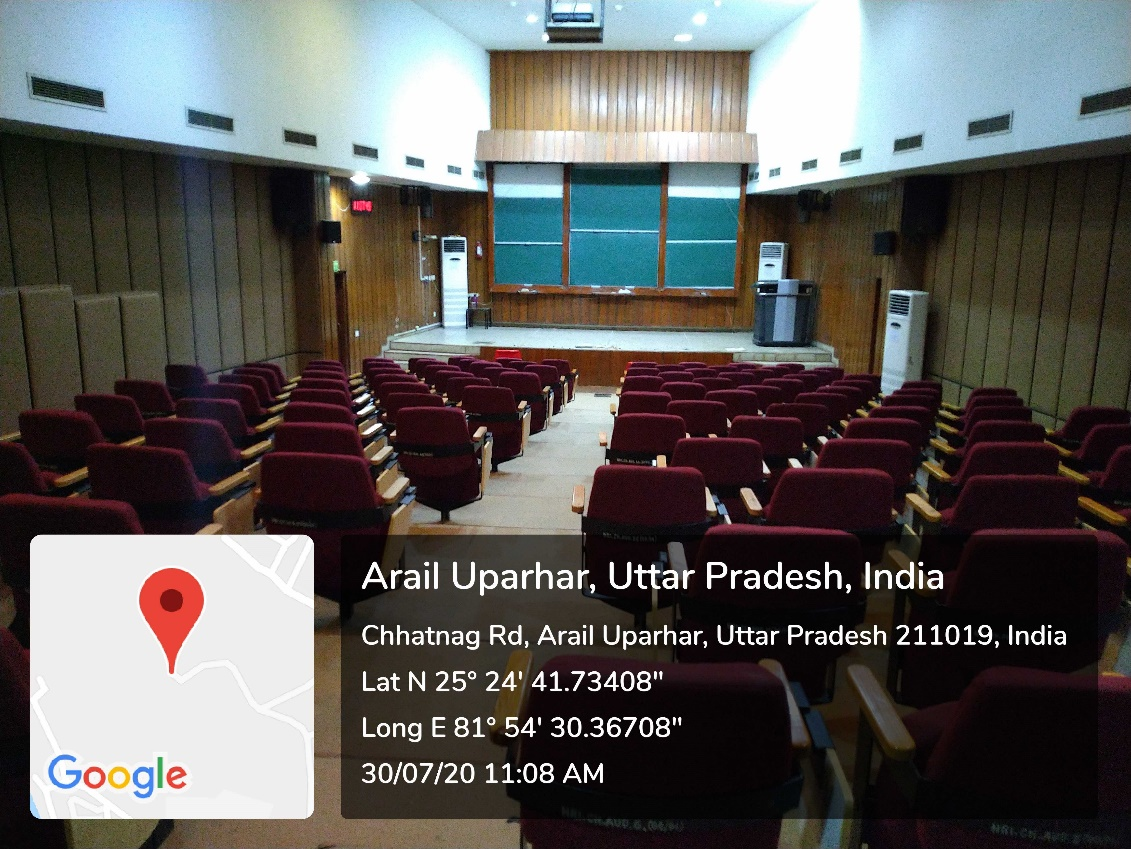 Arail Uparhar, Uttar Pradesh, India
Chhatnag Rd, Arail Uparhar, Uttar Pradesh 211019, India
Lat N 25° 24' 41.73408"
Long E 81° 54' 30.36708"
30/07/20 11:08 AM
Google